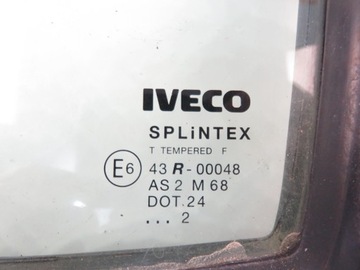 IVECO
SPLiNTEX
T TEMPERED F
E6 43 R-00048
AS 2 M 68
DOT. 24
... 2